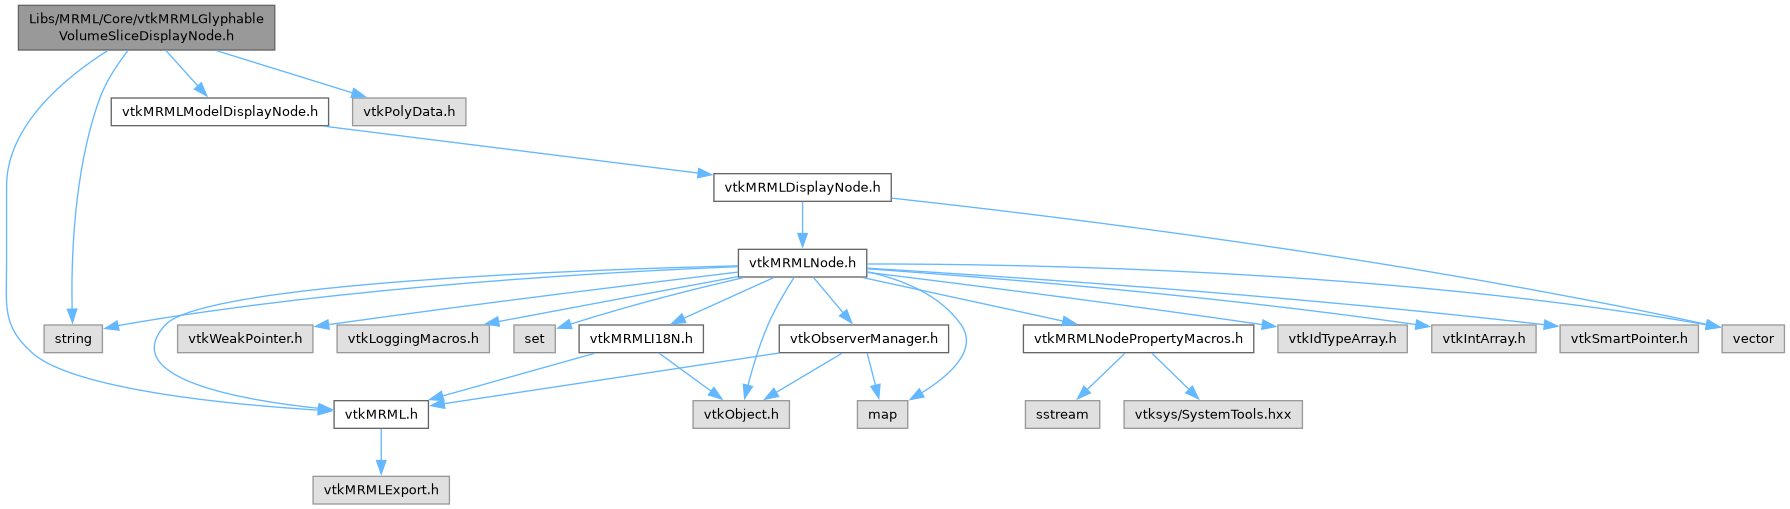 Libs/MRML/Core/vtkMRMLGlyphable
VolumeSliceDisplayNode.h
vtkMRMLModelDisplayNode.h
vtkPolyData.h
vtkMRMLDisplayNode.h
vtkMRMLNode.h
string
vtkWeakPointer.h
vtkLoggingMacros.h
set
vtkMRMLI18N.h
vtkObserverManager.h
vtkMRMLNodePropertyMacros.h
vtkIdTypeArray.h
vtkIntArray.h
vtkSmartPointer.h
vector
vtkMRML.h
vtkObject.h
map
sstream
vtksys/SystemTools.hxx
vtkMRMLExport.h